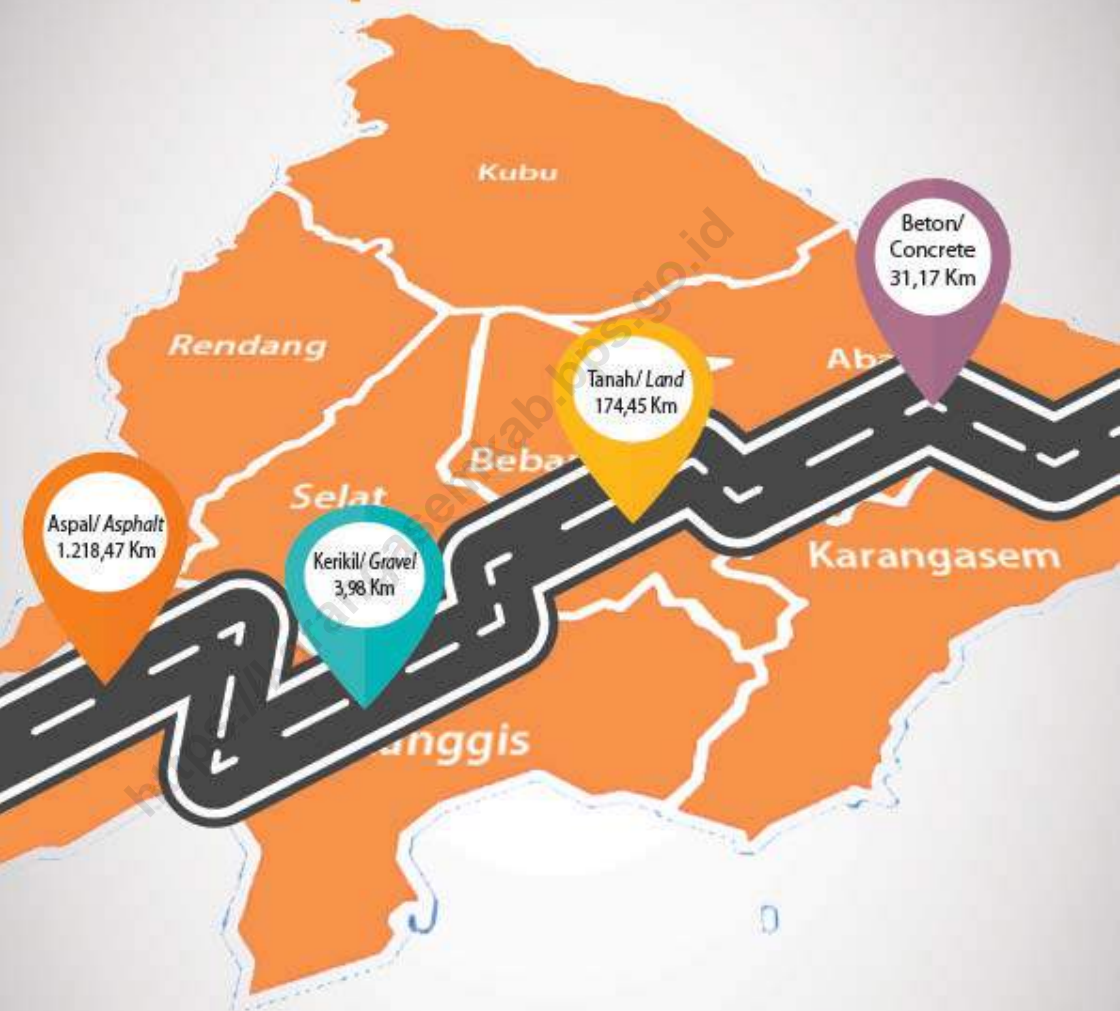 Kubu
Beton/
Concrete
31,17 Km
Rendang
Tanah/ Land
174,45 Km
Selat
Aspal/ Asphalt
1.218,47 Km
Kerikil/ Gravel
3,98 Km
Karangasem